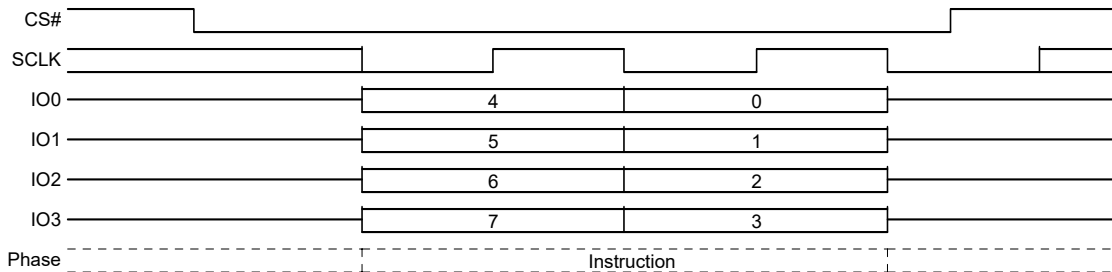 CS#
SCLK
IO0 4 0
IO1 5 1
IO2 6 2
IO3 7 3
Phase Instruction